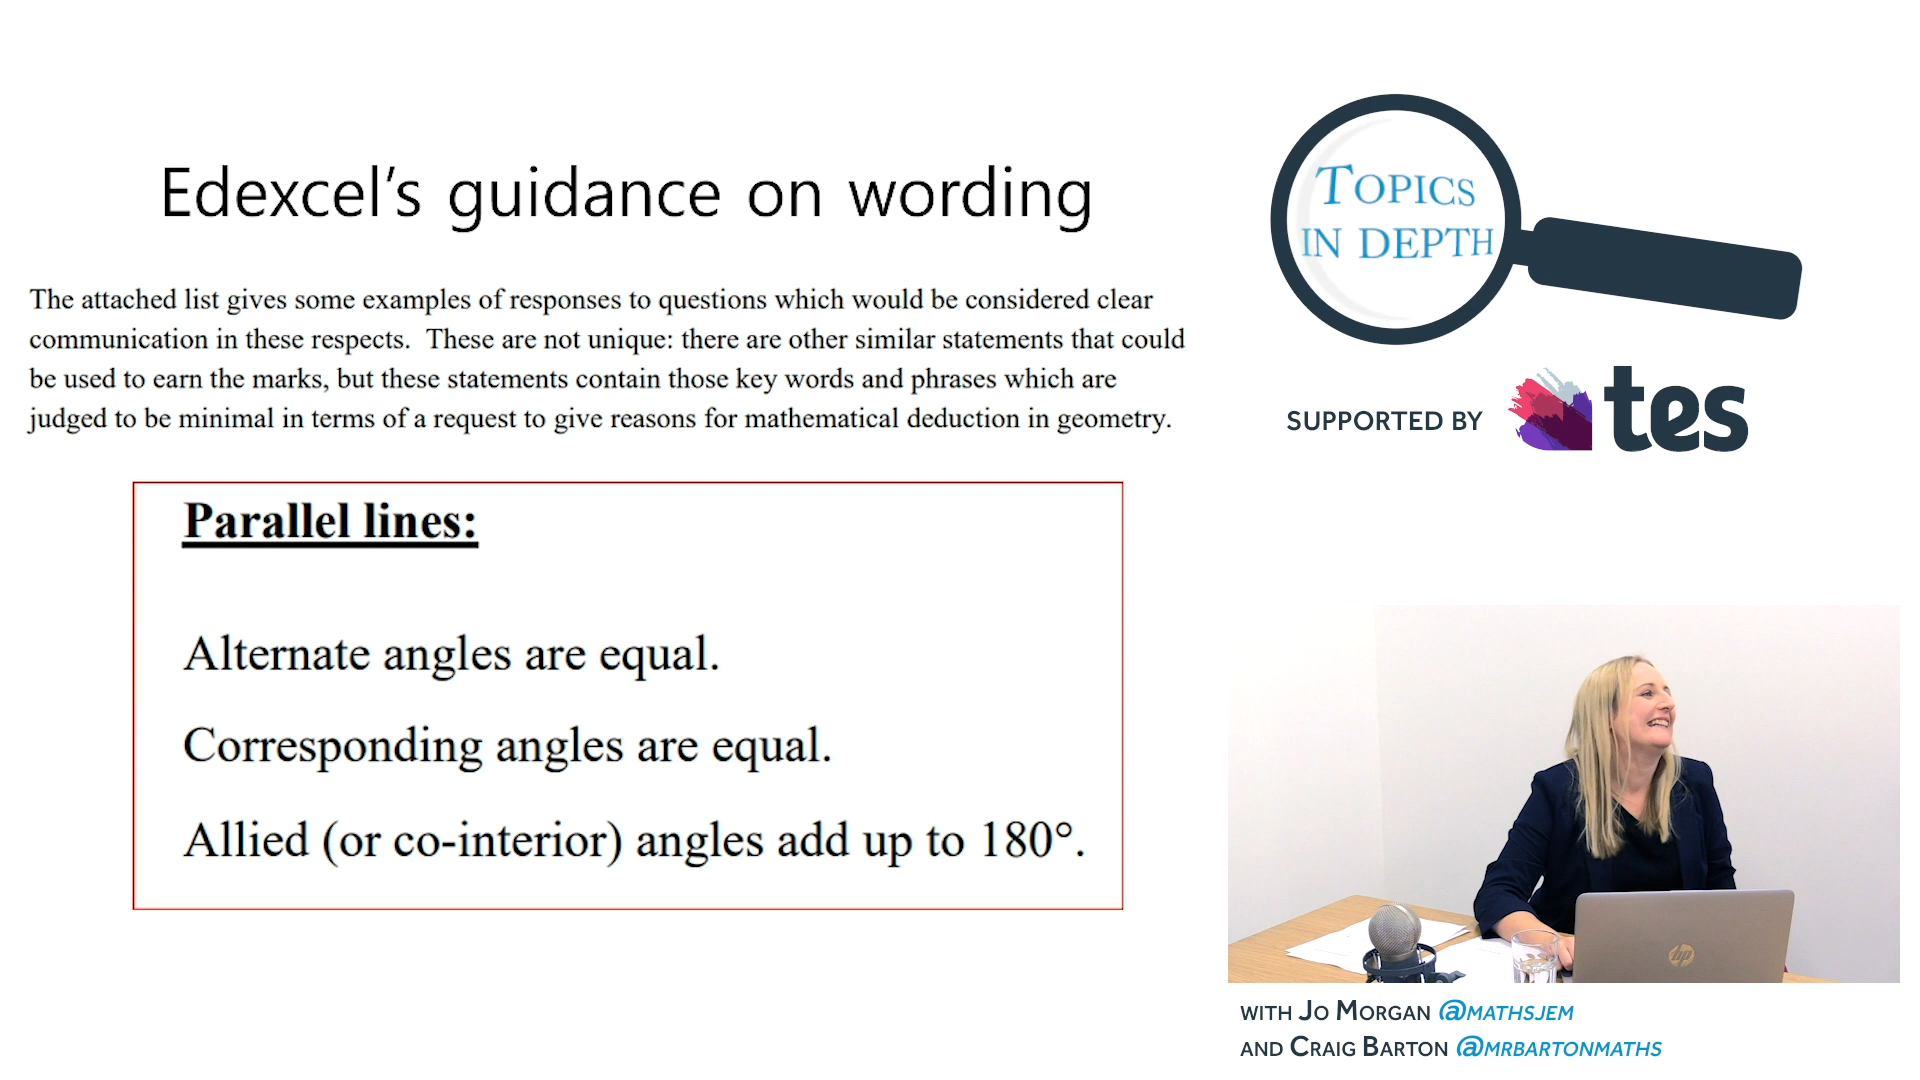 Edexcel’s guidance on wording
The attached list gives some examples of responses to questions which would be considered clear
communication in these respects.  These are not unique: there are other similar statements that could
be used to earn the marks, but these statements contain those key words and phrases which are
judged to be minimal in terms of a request to give reasons for mathematical deduction in geometry.
Parallel lines:
Alternate angles are equal.
Corresponding angles are equal.
Allied (or co-interior) angles add up to 180°.
TOPICS
IN DEPTH
SUPPORTED BY tes
hp
WITH JO MORGAN @MATHSJEM
AND CRAIG BARTON @MRBARTONMATHS